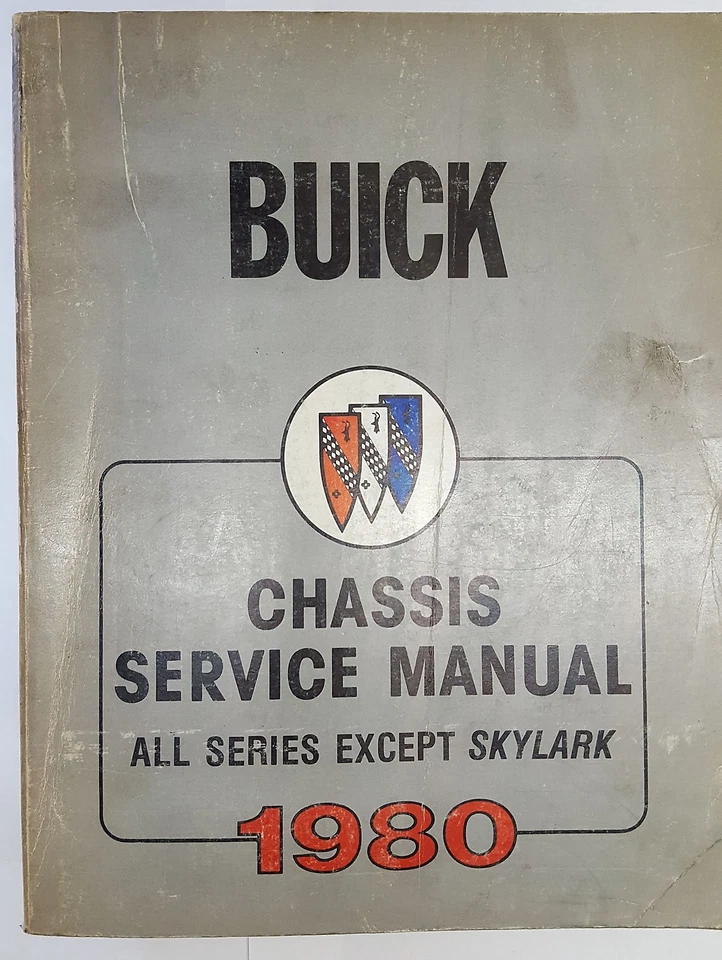 BUICK
CHASSIS
SERVICE MANUAL
ALL SERIES EXCEPT SKYLARK
1980